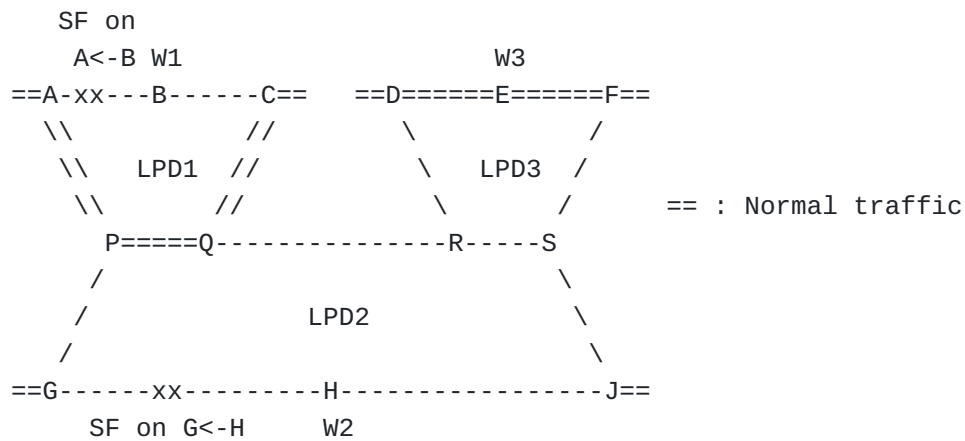 SF on
A<-B W1 W3
==A-xx---B------C== ==D======E======F==
\\ // \ /
\\ LPD1 // \ LPD3 /
\\ // \ / == : Normal traffic
P=====Q---------------R-----S
/ \
/ LPD2 \
/ \
==G------xx---------H-----------------J==
SF on G<-H W2